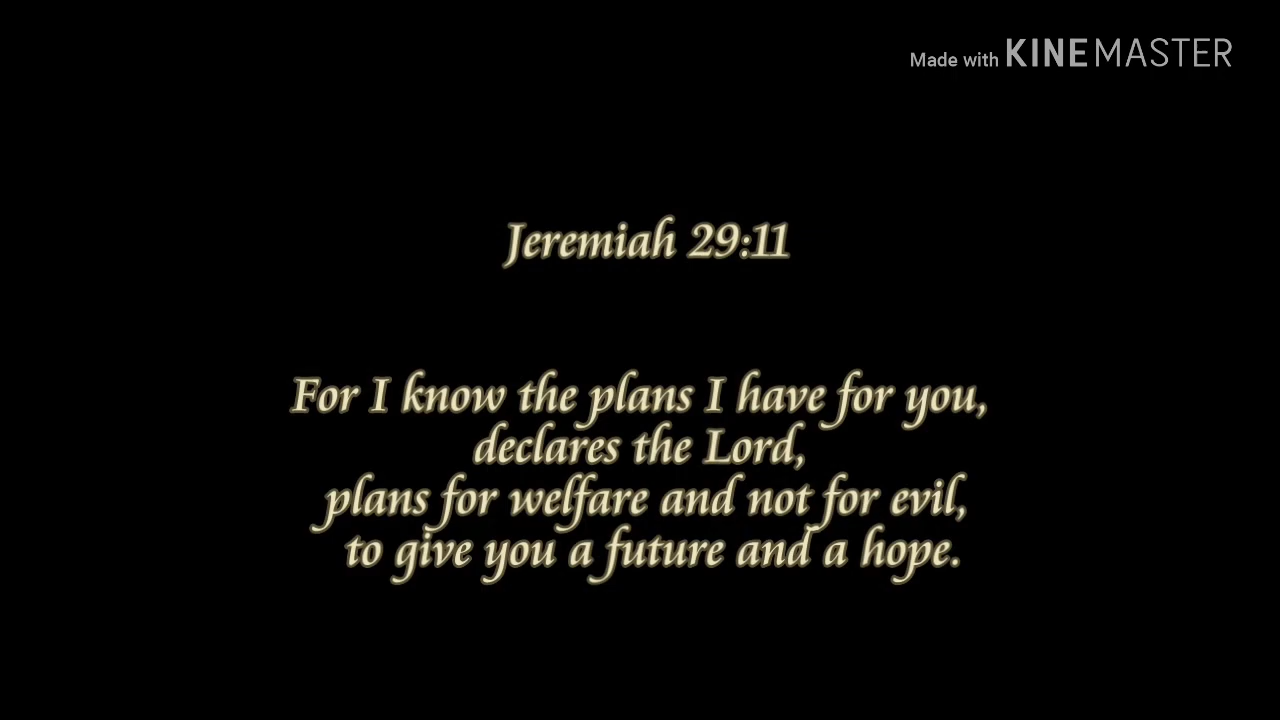 Made with KINEMASTER
Jeremiah 29:11
For I know the plans I have for you,
declares the Lord,
plans for welfare and not for evil,
to give you a future and a hope.